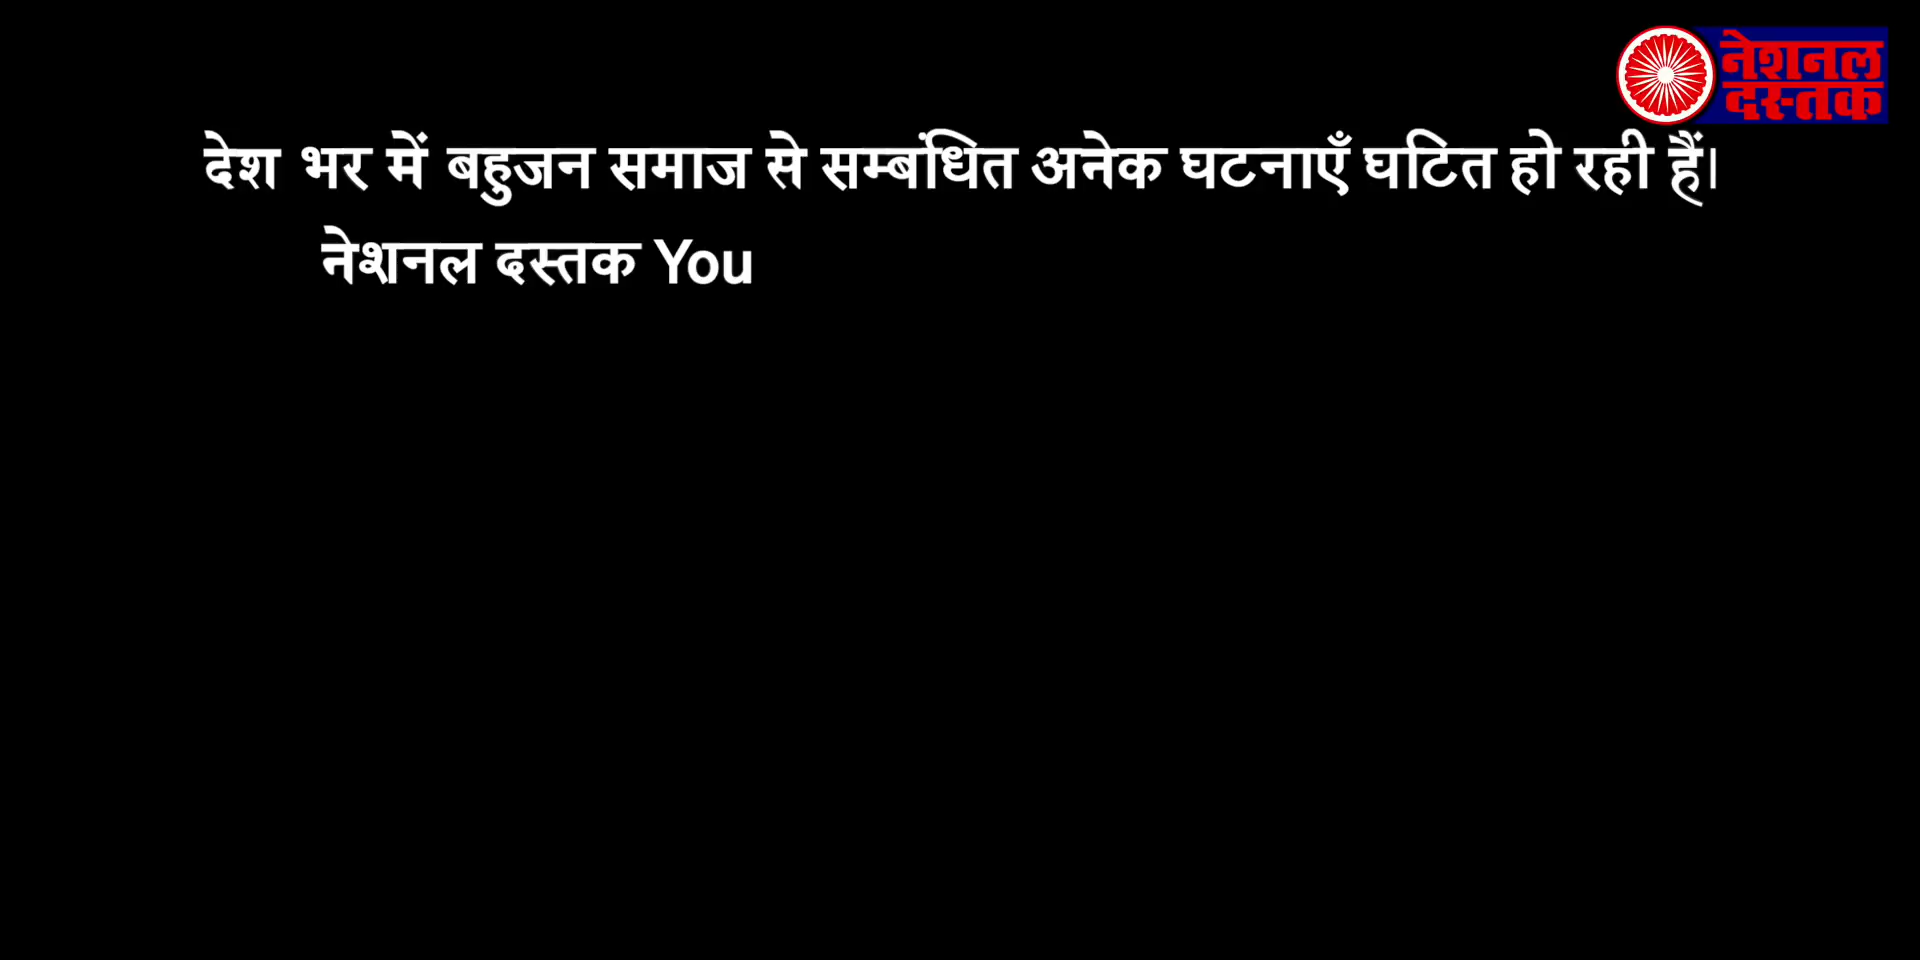 नेशनल
दस्तक
देश भर में बहुजन समाज से सम्बंधित अनेक घटनाएँ घटित हो रही हैं।
नेशनल दस्तक You